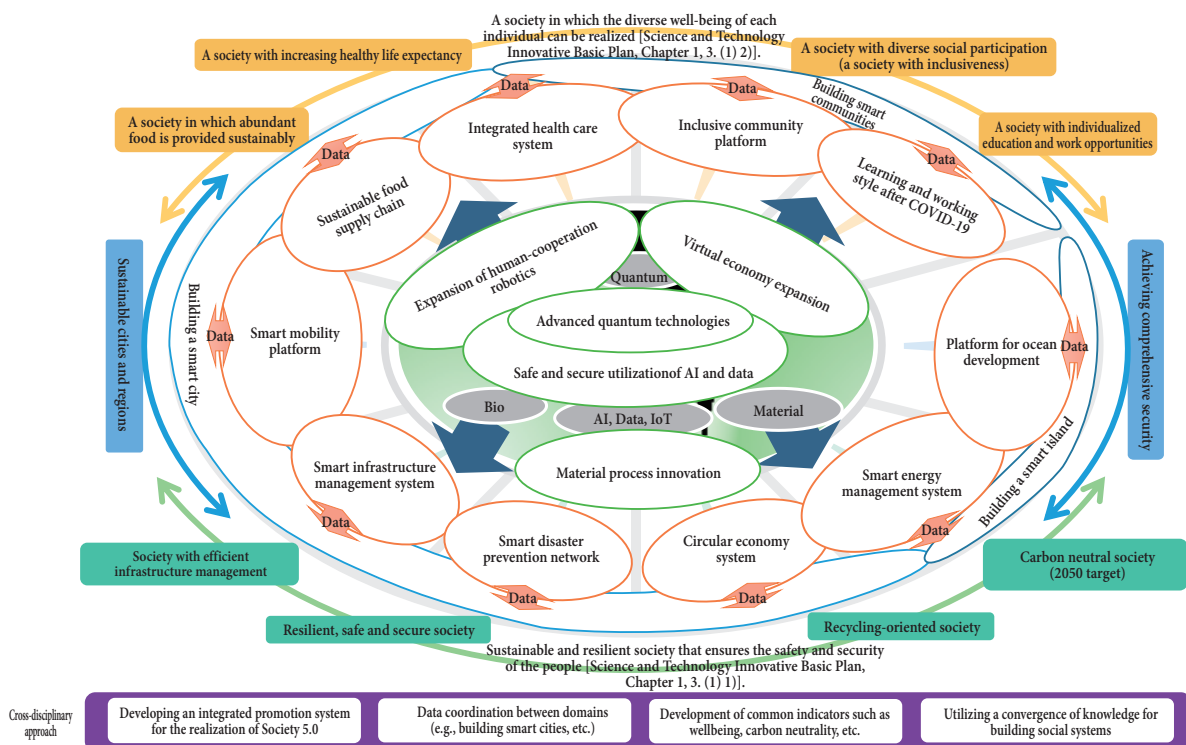 A society in which the diverse well-being of each
individual can be realized [Science and Technology
Innovative Basic Plan, Chapter 1, 3. (1) 2)].
A society with increasing healthy life expectancy
A society with diverse social participation
(a society with inclusiveness)
A society in which abundant
food is provided sustainably
A society with individualized
education and work opportunities
Building smart
communities
Data
Integrated health care
system
Data
Inclusive community
platform
Data
Sustainable food
supply chain
Data
Learning and working
style after COVID-19
Sustainable cities and regions
Building a smart city
Data
Smart mobility
platform
Expansion of human-cooperation
robotics
Virtual economy expansion
Quantum
Advanced quantum technologies
Safe and secure utilizationof AI and data
Bio
AI, Data, IoT
Material
Material process innovation
Platform for ocean
development
Data
Achieving comprehensive security
Building a smart island
Smart infrastructure
management system
Data
Smart disaster
prevention network
Data
Circular economy
system
Data
Smart energy
management system
Data
Society with efficient
infrastructure management
Carbon neutral society
(2050 target)
Resilient, safe and secure society
Recycling-oriented society
Sustainable and resilient society that ensures the safety and security
of the people [Science and Technology Innovative Basic Plan,
Chapter 1, 3. (1) 1)].
Cross-disciplinary
approach
Developing an integrated promotion system
for the realization of Society 5.0
Data coordination between domains
(e.g., building smart cities, etc.)
Development of common indicators such as
wellbeing, carbon neutrality, etc.
Utilizing a convergence of knowledge for
building social systems